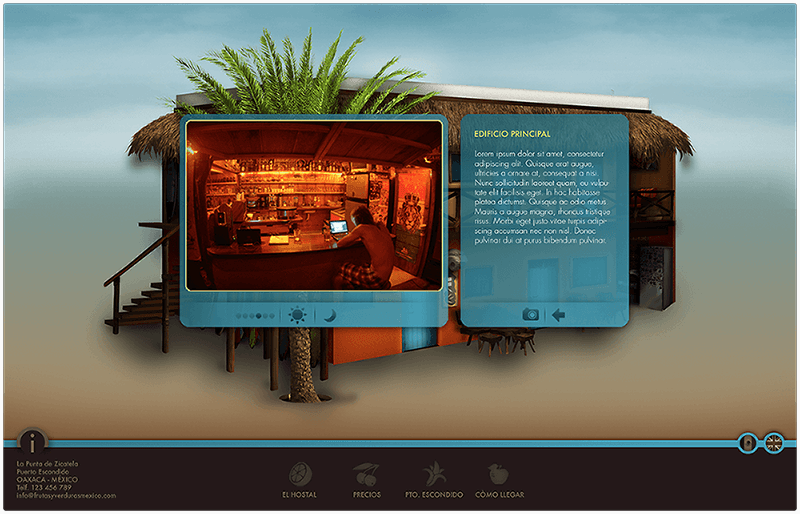 EDIFICIO PRINCIPAL
Lorem ipsum dolor sit amet, consectetur
adipiscing elit. Quisque erat augue,
ultricies a ornare at, consequat a nisi.
Nunc sollicitudin laoreet quam, eu vulpu-
tate elit facilisis eget. In hac habitasse
platea dictumst. Quisque ac odio metus.
Mauris a augue magna, rhoncus tristique
risus. Morbi eget justo vitae turpis adipi-
scing accumsan nec non nisl. Donec
pulvinar dui at purus bibendum pulvinar.
i
La Punta de Zicatela
Puerto Escondido
OAXACA - MÉXICO
Telf. 123 456 789
info@frutasyverdurasmexico.com
EL HOSTAL
PRECIOS
PTO. ESCONDIDO
CÓMO LLEGAR